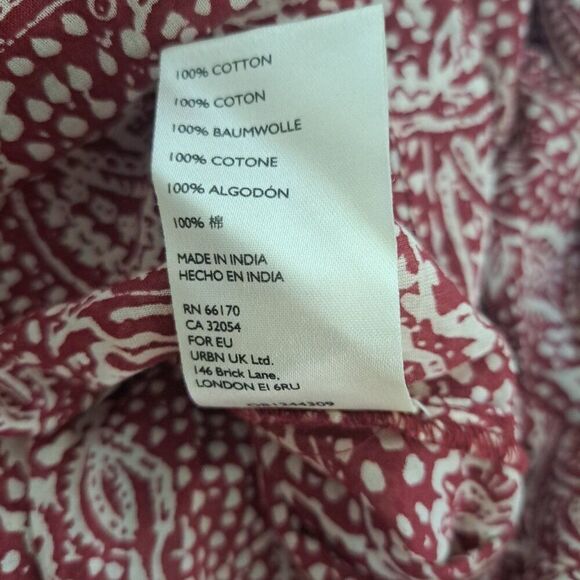 100% COTTON
100% COTON
100% BAUMWOLLE
100% COTONE
100% ALGODÓN
100% 棉
MADE IN INDIA
HECHO EN INDIA
RN 66170
CA 32054
FOR EU
URBN UK Ltd.
146 Brick Lane,
LONDON E1 6RU